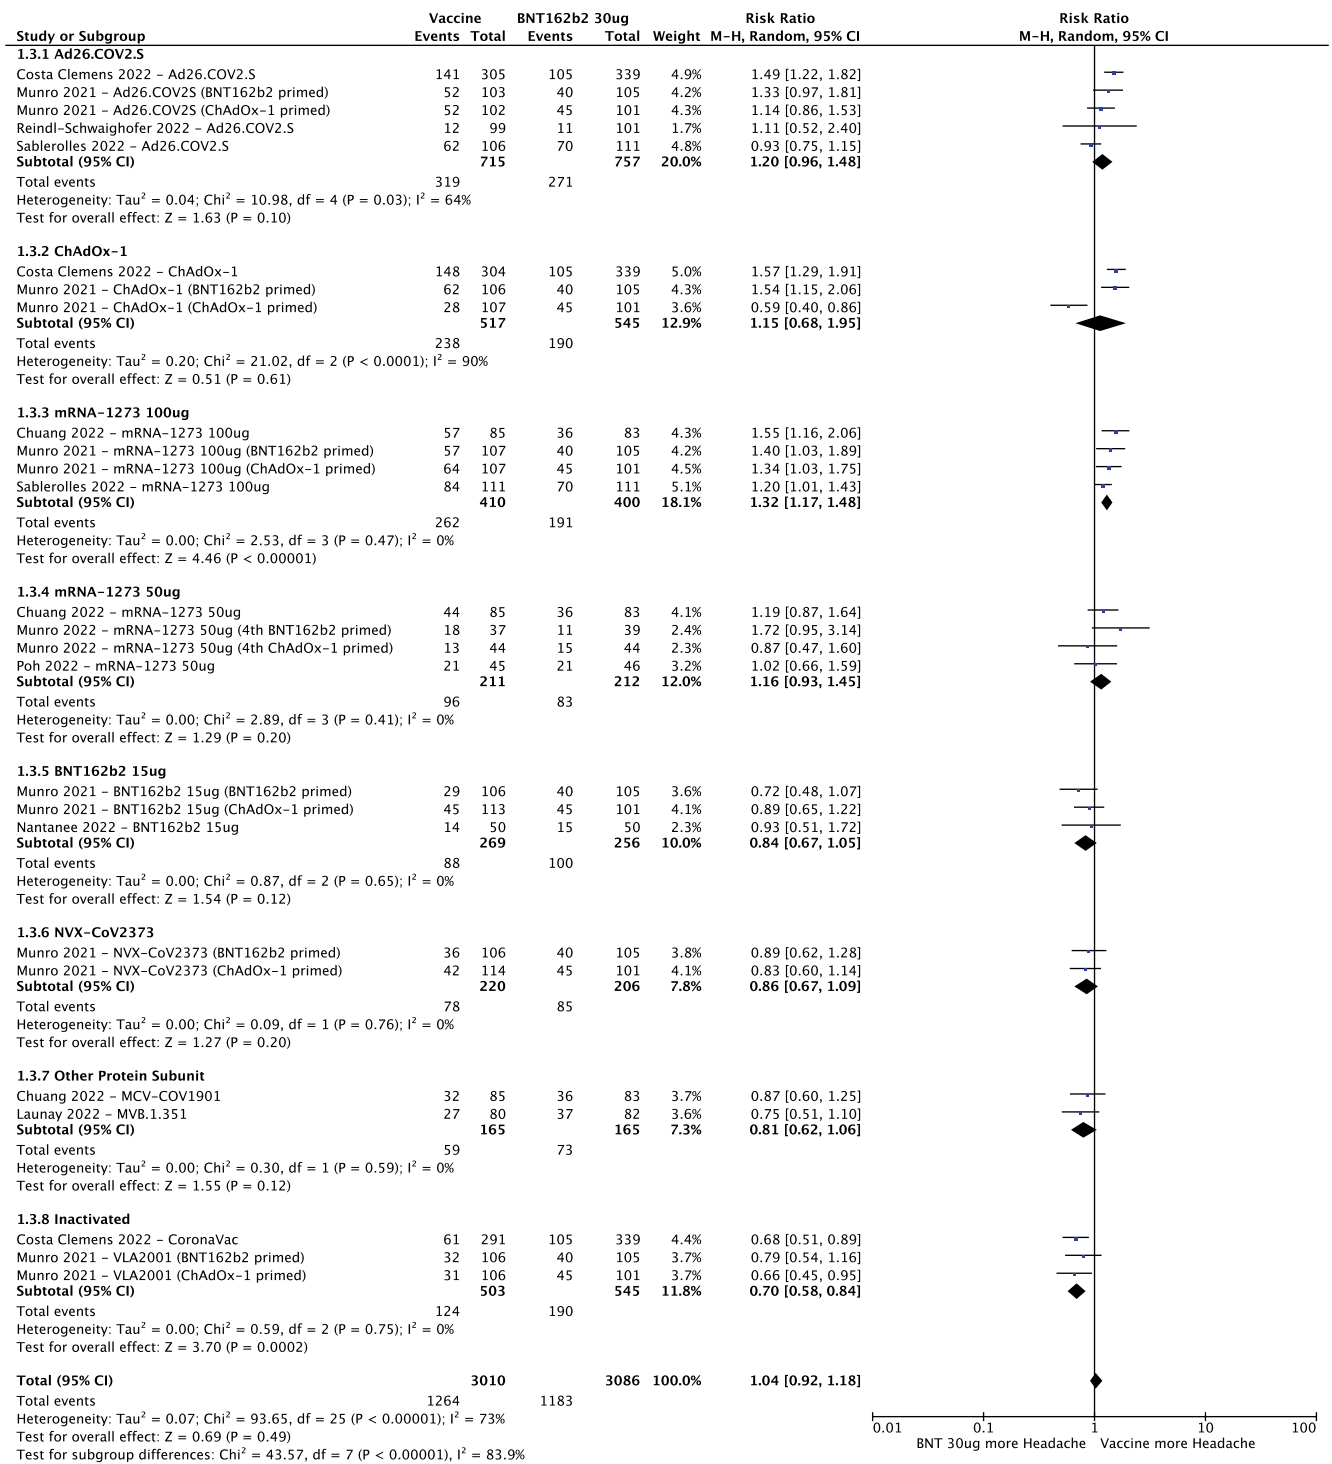 Vaccine BNT162b2 30ug Risk Ratio Risk Ratio
Study or Subgroup Events Total Events Total Weight M-H, Random, 95% CI M-H, Random, 95% CI
1.3.1 Ad26.COV2.S
Costa Clemens 2022 – Ad26.COV2.S 141 305 105 339 4.9% 1.49 [1.22, 1.82]
Munro 2021 – Ad26.COV2S (BNT162b2 primed) 52 103 40 105 4.2% 1.33 [0.97, 1.81]
Munro 2021 – Ad26.COV2S (ChAdOx–1 primed) 52 102 45 101 4.3% 1.14 [0.86, 1.53]
Reindl–Schwaighofer 2022 – Ad26.COV2.S 12 99 11 101 1.7% 1.11 [0.52, 2.40]
Sablerolles 2022 – Ad26.COV2.S 62 106 70 111 4.8% 0.93 [0.75, 1.15]
Subtotal (95% CI) 715 757 20.0% 1.20 [0.96, 1.48]
Total events 319 271
Heterogeneity: Tau² = 0.04; Chi² = 10.98, df = 4 (P = 0.03); I² = 64%
Test for overall effect: Z = 1.63 (P = 0.10)
1.3.2 ChAdOx–1
Costa Clemens 2022 – ChAdOx–1 148 304 105 339 5.0% 1.57 [1.29, 1.91]
Munro 2021 – ChAdOx–1 (BNT162b2 primed) 62 106 40 105 4.3% 1.54 [1.15, 2.06]
Munro 2021 – ChAdOx–1 (ChAdOx–1 primed) 28 107 45 101 3.6% 0.59 [0.40, 0.86]
Subtotal (95% CI) 517 545 12.9% 1.15 [0.68, 1.95]
Total events 238 190
Heterogeneity: Tau² = 0.20; Chi² = 21.02, df = 2 (P < 0.0001); I² = 90%
Test for overall effect: Z = 0.51 (P = 0.61)
1.3.3 mRNA–1273 100ug
Chuang 2022 – mRNA–1273 100ug 57 85 36 83 4.3% 1.55 [1.16, 2.06]
Munro 2021 – mRNA–1273 100ug (BNT162b2 primed) 57 107 40 105 4.2% 1.40 [1.03, 1.89]
Munro 2021 – mRNA–1273 100ug (ChAdOx–1 primed) 64 107 45 101 4.5% 1.34 [1.03, 1.75]
Sablerolles 2022 – mRNA–1273 100ug 84 111 70 111 5.1% 1.20 [1.01, 1.43]
Subtotal (95% CI) 410 400 18.1% 1.32 [1.17, 1.48]
Total events 262 191
Heterogeneity: Tau² = 0.00; Chi² = 2.53, df = 3 (P = 0.47); I² = 0%
Test for overall effect: Z = 4.46 (P < 0.00001)
1.3.4 mRNA–1273 50ug
Chuang 2022 – mRNA–1273 50ug 44 85 36 83 4.1% 1.19 [0.87, 1.64]
Munro 2022 – mRNA–1273 50ug (4th BNT162b2 primed) 18 37 11 39 2.4% 1.72 [0.95, 3.14]
Munro 2022 – mRNA–1273 50ug (4th ChAdOx–1 primed) 13 44 15 44 2.3% 0.87 [0.47, 1.60]
Poh 2022 – mRNA–1273 50ug 21 45 21 46 3.2% 1.02 [0.66, 1.59]
Subtotal (95% CI) 211 212 12.0% 1.16 [0.93, 1.45]
Total events 96 83
Heterogeneity: Tau² = 0.00; Chi² = 2.89, df = 3 (P = 0.41); I² = 0%
Test for overall effect: Z = 1.29 (P = 0.20)
1.3.5 BNT162b2 15ug
Munro 2021 – BNT162b2 15ug (BNT162b2 primed) 29 106 40 105 3.6% 0.72 [0.48, 1.07]
Munro 2021 – BNT162b2 15ug (ChAdOx–1 primed) 45 113 45 101 4.1% 0.89 [0.65, 1.22]
Nantanee 2022 – BNT162b2 15ug 14 50 15 50 2.3% 0.93 [0.51, 1.72]
Subtotal (95% CI) 269 256 10.0% 0.84 [0.67, 1.05]
Total events 88 100
Heterogeneity: Tau² = 0.00; Chi² = 0.87, df = 2 (P = 0.65); I² = 0%
Test for overall effect: Z = 1.54 (P = 0.12)
1.3.6 NVX–CoV2373
Munro 2021 – NVX–CoV2373 (BNT162b2 primed) 36 106 40 105 3.8% 0.89 [0.62, 1.28]
Munro 2021 – NVX–CoV2373 (ChAdOx–1 primed) 42 114 45 101 4.1% 0.83 [0.60, 1.14]
Subtotal (95% CI) 220 206 7.8% 0.86 [0.67, 1.09]
Total events 78 85
Heterogeneity: Tau² = 0.00; Chi² = 0.09, df = 1 (P = 0.76); I² = 0%
Test for overall effect: Z = 1.27 (P = 0.20)
1.3.7 Other Protein Subunit
Chuang 2022 – MCV–COV1901 32 85 36 83 3.7% 0.87 [0.60, 1.25]
Launay 2022 – MVB.1.351 27 80 37 82 3.6% 0.75 [0.51, 1.10]
Subtotal (95% CI) 165 165 7.3% 0.81 [0.62, 1.06]
Total events 59 73
Heterogeneity: Tau² = 0.00; Chi² = 0.30, df = 1 (P = 0.59); I² = 0%
Test for overall effect: Z = 1.55 (P = 0.12)
1.3.8 Inactivated
Costa Clemens 2022 – CoronaVac 61 291 105 339 4.4% 0.68 [0.51, 0.89]
Munro 2021 – VLA2001 (BNT162b2 primed) 32 106 40 105 3.7% 0.79 [0.54, 1.16]
Munro 2021 – VLA2001 (ChAdOx–1 primed) 31 106 45 101 3.7% 0.66 [0.45, 0.95]
Subtotal (95% CI) 503 545 11.8% 0.70 [0.58, 0.84]
Total events 124 190
Heterogeneity: Tau² = 0.00; Chi² = 0.59, df = 2 (P = 0.75); I² = 0%
Test for overall effect: Z = 3.70 (P = 0.0002)
Total (95% CI) 3010 3086 100.0% 1.04 [0.92, 1.18]
Total events 1264 1183
Heterogeneity: Tau² = 0.07; Chi² = 93.65, df = 25 (P < 0.00001); I² = 73%
Test for overall effect: Z = 0.69 (P = 0.49)
Test for subgroup differences: Chi² = 43.57, df = 7 (P < 0.00001), I² = 83.9%
0.01 0.1 1 10 100
BNT 30ug more Headache Vaccine more Headache